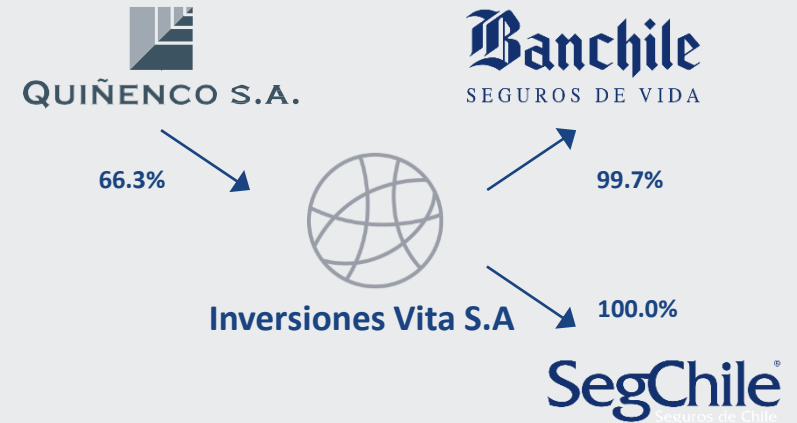 QUIÑENCO S.A.
Banchile
SEGUROS DE VIDA
66.3%
99.7%
Inversiones Vita S.A
100.0%
SegChile®
Seguros de Chile